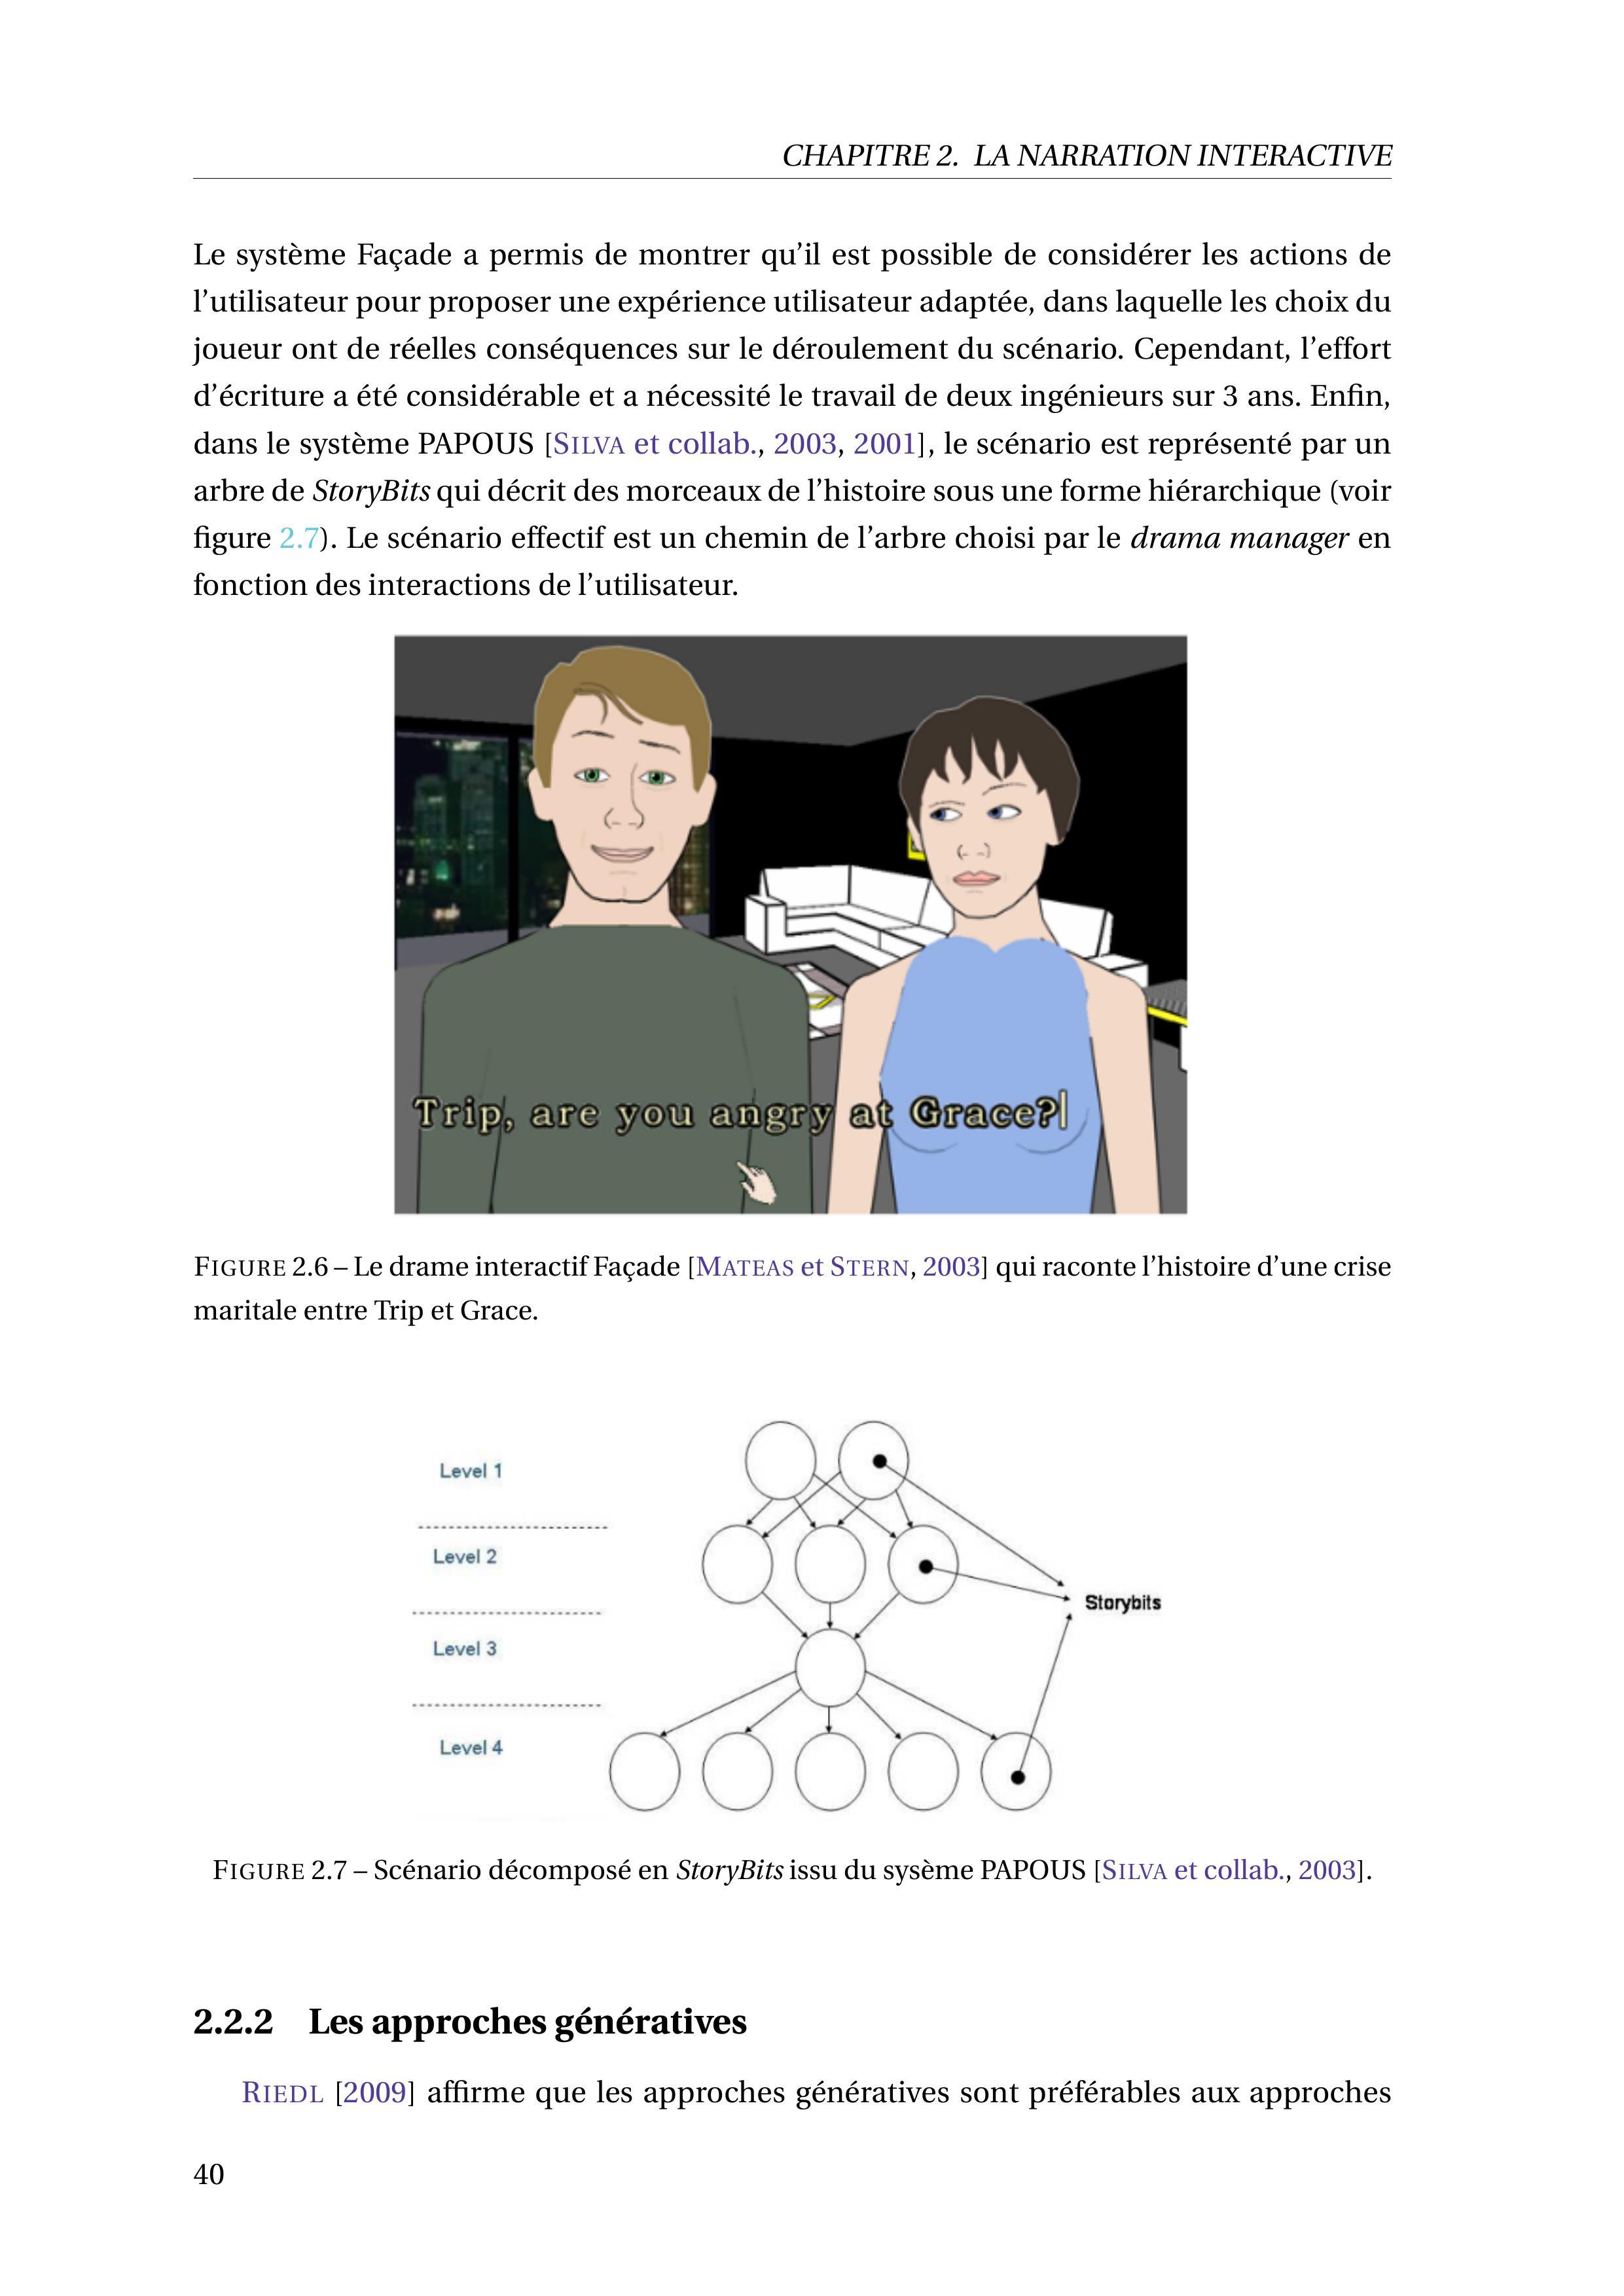 CHAPITRE 2. LA NARRATION INTERACTIVE
Le système Façade a permis de montrer qu'il est possible de considérer les actions de
l'utilisateur pour proposer une expérience utilisateur adaptée, dans laquelle les choix du
joueur ont de réelles conséquences sur le déroulement du scénario. Cependant, l'effort
d'écriture a été considérable et a nécessité le travail de deux ingénieurs sur 3 ans. Enfin,
dans le système PAPOUS [SILVA et collab., 2003, 2001], le scénario est représenté par un
arbre de StoryBits qui décrit des morceaux de l'histoire sous une forme hiérarchique (voir
figure 2.7). Le scénario effectif est un chemin de l'arbre choisi par le drama manager en
fonction des interactions de l'utilisateur.
Trip, are you angry at Grace?
FIGURE 2.6 – Le drame interactif Façade [MATEAS et STERN, 2003] qui raconte l'histoire d'une crise
maritale entre Trip et Grace.
Level 1
Level 2
Storybits
Level 3
Level 4
FIGURE 2.7 – Scénario décomposé en StoryBits issu du sysème PAPOUS [SILVA et collab., 2003].
2.2.2 Les approches génératives
RIEDL [2009] affirme que les approches génératives sont préférables aux approches
40